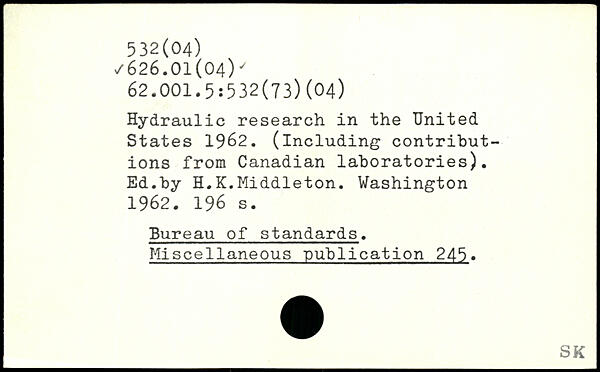 532(04)
✓626.01(04)✓
62.001.5:532(73)(04)
Hydraulic research in the United
States 1962. (Including contribut-
ions from Canadian laboratories).
Ed.by H.K.Middleton. Washington
1962. 196 s.
Bureau of standards.
Miscellaneous publication 245.
SK